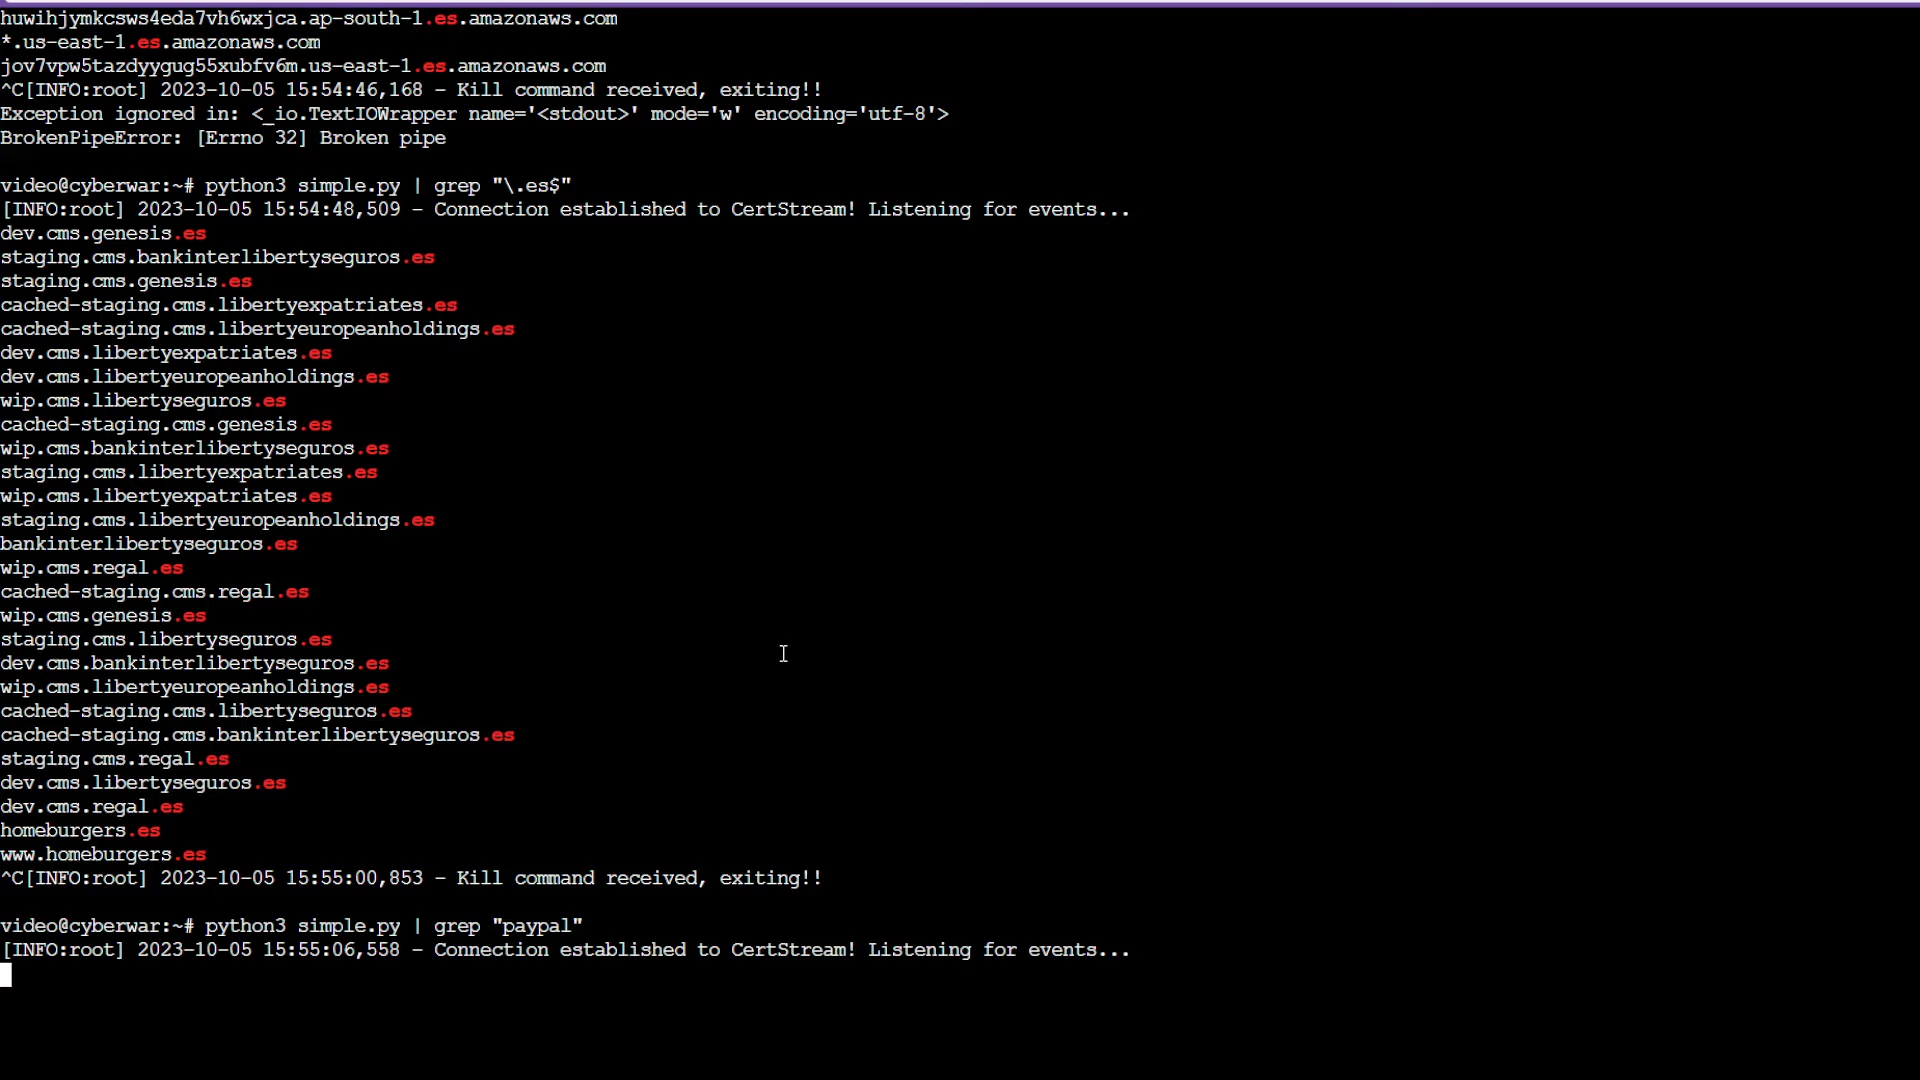 huwihjymkcsws4eda7vh6wxjca.ap-south-1.es.amazonaws.com
*.us-east-1.es.amazonaws.com
jov7vpw5tazdyygug55xubfv6m.us-east-1.es.amazonaws.com
^C[INFO:root] 2023-10-05 15:54:46,168 - Kill command received, exiting!!
Exception ignored in: <_io.TextIOWrapper name='<stdout>' mode='w' encoding='utf-8'>
BrokenPipeError: [Errno 32] Broken pipe
video@cyberwar:~# python3 simple.py | grep "\.es$"
[INFO:root] 2023-10-05 15:54:48,509 - Connection established to CertStream! Listening for events...
dev.cms.genesis.es
staging.cms.bankinterlibertyseguros.es
staging.cms.genesis.es
cached-staging.cms.libertyexpatriates.es
cached-staging.cms.libertyeuropeanholdings.es
dev.cms.libertyexpatriates.es
dev.cms.libertyeuropeanholdings.es
wip.cms.libertyseguros.es
cached-staging.cms.genesis.es
wip.cms.bankinterlibertyseguros.es
staging.cms.libertyexpatriates.es
wip.cms.libertyexpatriates.es
staging.cms.libertyeuropeanholdings.es
bankinterlibertyseguros.es
wip.cms.regal.es
cached-staging.cms.regal.es
wip.cms.genesis.es
staging.cms.libertyseguros.es
dev.cms.bankinterlibertyseguros.es
wip.cms.libertyeuropeanholdings.es
cached-staging.cms.libertyseguros.es
cached-staging.cms.bankinterlibertyseguros.es
staging.cms.regal.es
dev.cms.libertyseguros.es
dev.cms.regal.es
homeburgers.es
www.homeburgers.es
^C[INFO:root] 2023-10-05 15:55:00,853 - Kill command received, exiting!!
video@cyberwar:~# python3 simple.py | grep "paypal"
[INFO:root] 2023-10-05 15:55:06,558 - Connection established to CertStream! Listening for events...